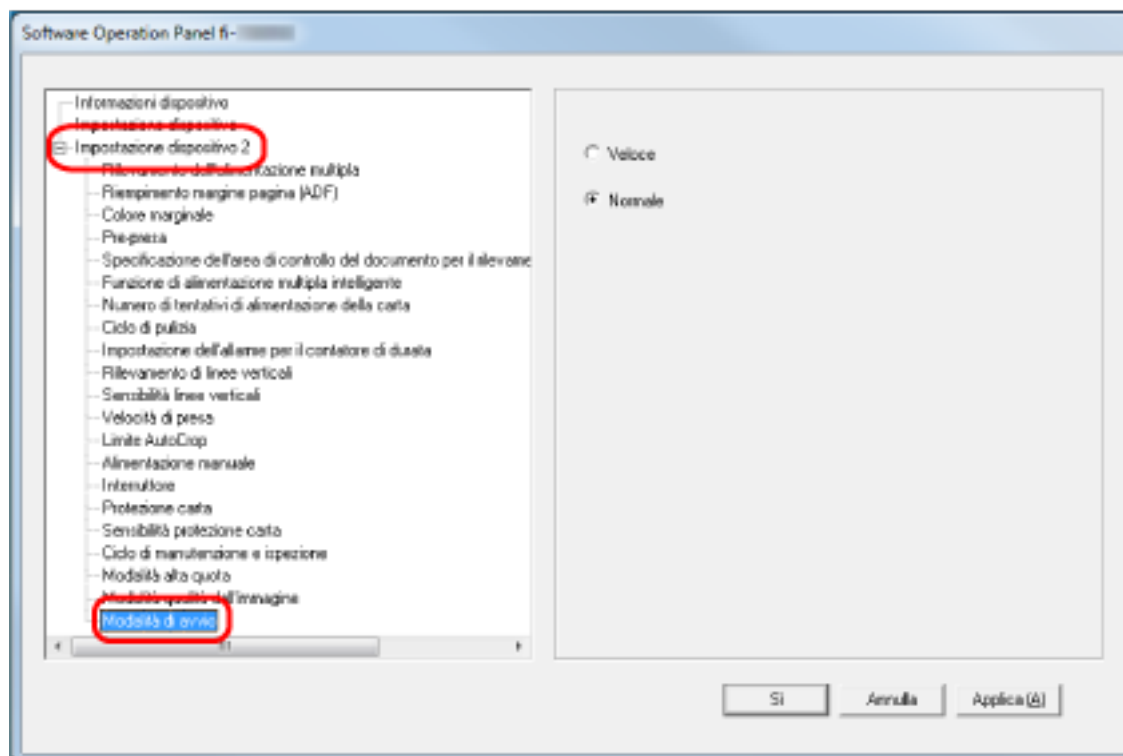 Software Operation Panel fi-
Informazioni dispositivo
Impostazione dispositivo
Impostazione dispositivo 2
Rilevamento dell'alimentazione multipla
Riempimento margine pagina (ADF)
Colore marginale
Pre-presa
Specificazione dell'area di controllo del documento per il rilevame
Funzione di alimentazione multipla intelligente
Numero di tentativi di alimentazione della carta
Ciclo di pulizia
Impostazione dell'allarme per il contatore di durata
Rilevamento di linee verticali
Sensibilità linee verticali
Velocità di presa
Limite AutoCrop
Alimentazione manuale
Interruttore
Protezione carta
Sensibilità protezione carta
Ciclo di manutenzione e ispezione
Modalità alta quota
Modalità qualità dell'immagine
Modalità di avvio
Veloce
Normale
Sì
Annulla
Applica (A)